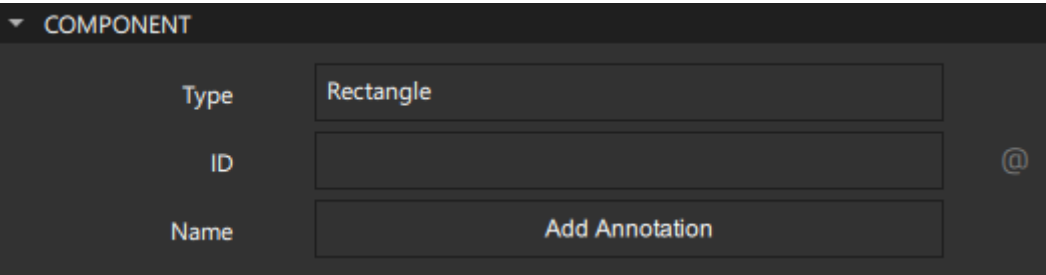 COMPONENT
Type Rectangle
ID @
Name Add Annotation